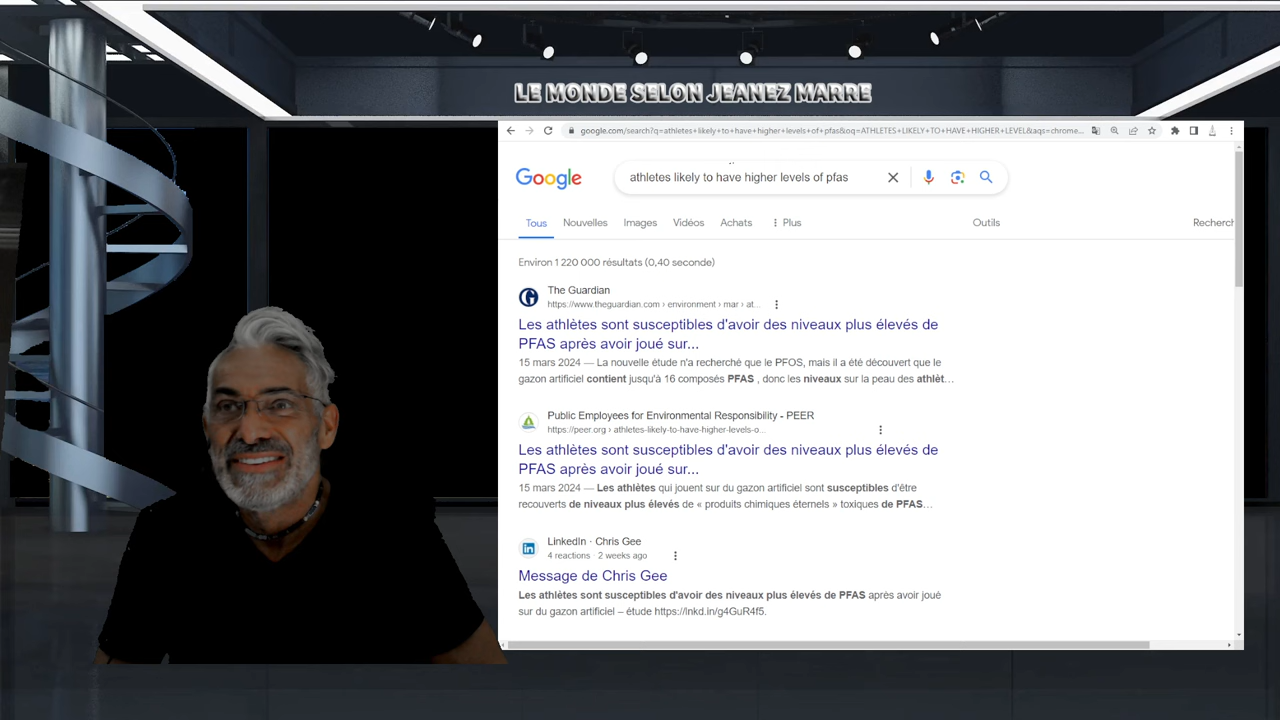 LE MONDE SELON JEANEZ MARRE
google.com/search?q=athletes+likely+to+have+higher+levels+of+pfas&oq=ATHLETES+LIKELY+TO+HAVE+HIGHER+LEVEL&aqs=chrome...
Google
athletes likely to have higher levels of pfas
Tous Nouvelles Images Vidéos Achats Plus Outils Recherch
Environ 1 220 000 résultats (0,40 seconde)
The Guardian
https://www.theguardian.com › environment › mar › at...
Les athlètes sont susceptibles d'avoir des niveaux plus élevés de
PFAS après avoir joué sur...
15 mars 2024 — La nouvelle étude n'a recherché que le PFOS, mais il a été découvert que le
gazon artificiel contient jusqu'à 16 composés PFAS , donc les niveaux sur la peau des athlèt…
Public Employees for Environmental Responsibility - PEER
https://peer.org › athletes-likely-to-have-higher-levels-o...
Les athlètes sont susceptibles d'avoir des niveaux plus élevés de
PFAS après avoir joué sur...
15 mars 2024 — Les athlètes qui jouent sur du gazon artificiel sont susceptibles d'être
recouverts de niveaux plus élevés de « produits chimiques éternels » toxiques de PFAS…
LinkedIn · Chris Gee
4 reactions · 2 weeks ago
Message de Chris Gee
Les athlètes sont susceptibles d'avoir des niveaux plus élevés de PFAS après avoir joué
sur du gazon artificiel – étude https://lnkd.in/g4GuR4f5.